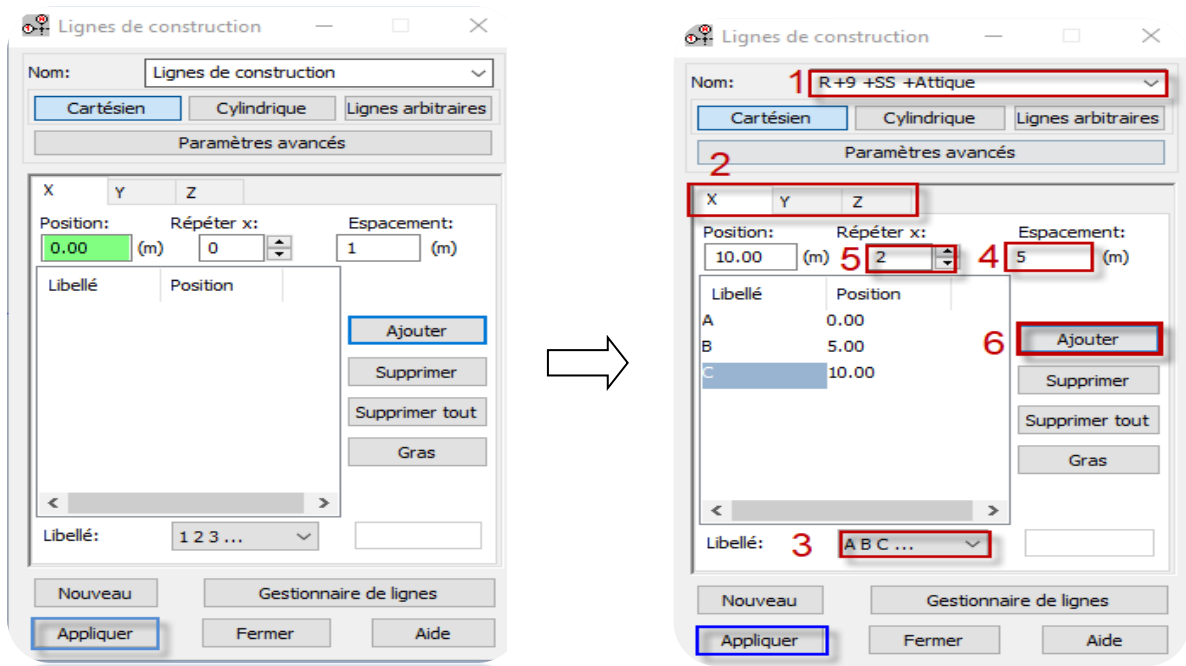 Lignes de construction
Nom: Lignes de construction
Cartésien Cylindrique Lignes arbitraires
Paramètres avancés
X Y Z
Position: Répéter x: Espacement:
0.00 (m) 0 1 (m)
Libellé Position
Ajouter
Supprimer
Supprimer tout
Gras
Libellé: 1 2 3 ...
Nouveau Gestionnaire de lignes
Appliquer Fermer Aide
Lignes de construction
Nom: 1 R+9 +SS +Attique
Cartésien Cylindrique Lignes arbitraires
Paramètres avancés
2
X Y Z
Position: Répéter x: Espacement:
10.00 (m) 5 2 4 5 (m)
Libellé Position
A 0.00
B 5.00
C 10.00
6 Ajouter
Supprimer
Supprimer tout
Gras
Libellé: 3 A B C ...
Nouveau Gestionnaire de lignes
Appliquer Fermer Aide